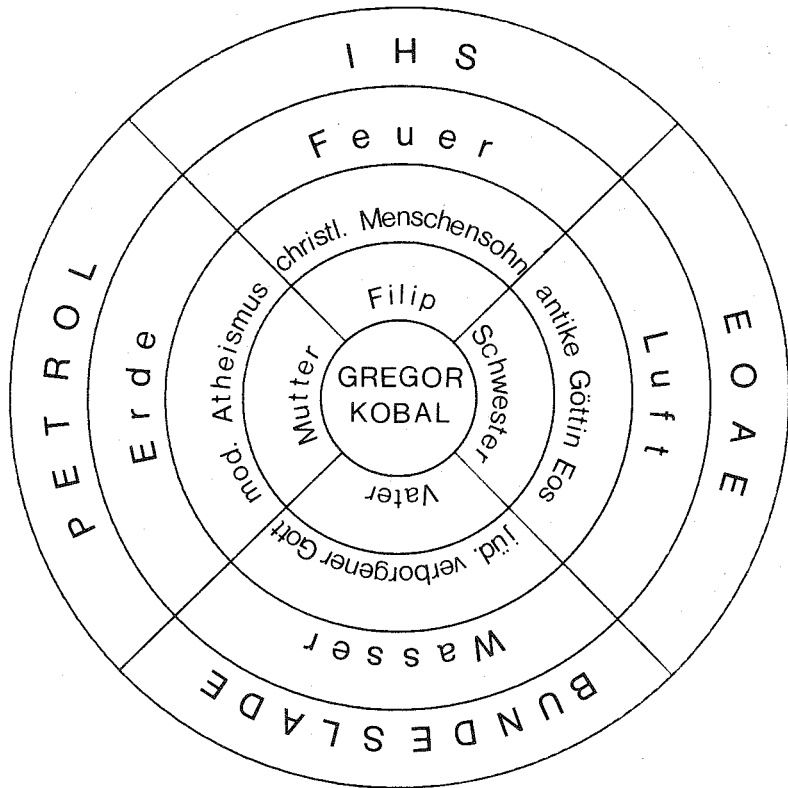 IHS
Feuer
christl. Menschensohn
Filip
EOAE
Luft
antike Göttin Eos
Schwester
BUNDESLADE
Wasser
jüd. verborgener Gott
Vater
PETROL
Erde
mod. Atheismus
Mutter
GREGOR
KOBAL